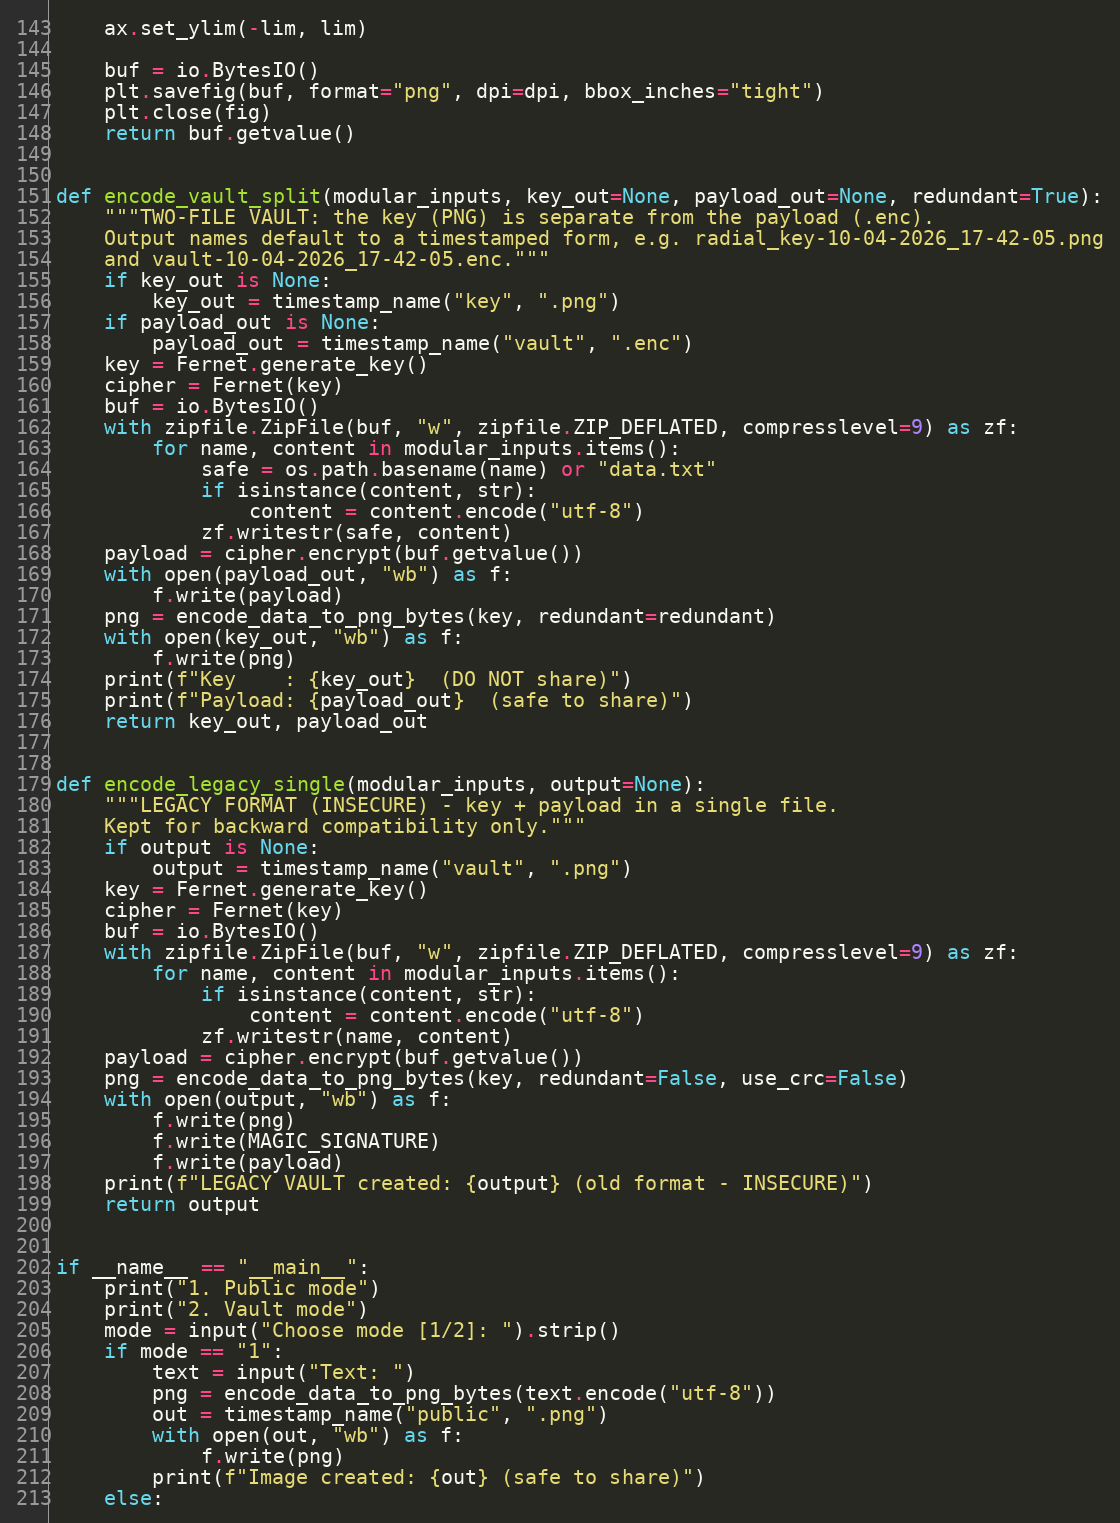 143     ax.set_ylim(-lim, lim)
144
145     buf = io.BytesIO()
146     plt.savefig(buf, format="png", dpi=dpi, bbox_inches="tight")
147     plt.close(fig)
148     return buf.getvalue()
149
150
151 def encode_vault_split(modular_inputs, key_out=None, payload_out=None, redundant=True):
152     """TWO-FILE VAULT: the key (PNG) is separate from the payload (.enc).
153     Output names default to a timestamped form, e.g. radial_key-10-04-2026_17-42-05.png
154     and vault-10-04-2026_17-42-05.enc."""
155     if key_out is None:
156         key_out = timestamp_name("key", ".png")
157     if payload_out is None:
158         payload_out = timestamp_name("vault", ".enc")
159     key = Fernet.generate_key()
160     cipher = Fernet(key)
161     buf = io.BytesIO()
162     with zipfile.ZipFile(buf, "w", zipfile.ZIP_DEFLATED, compresslevel=9) as zf:
163         for name, content in modular_inputs.items():
164             safe = os.path.basename(name) or "data.txt"
165             if isinstance(content, str):
166                 content = content.encode("utf-8")
167             zf.writestr(safe, content)
168     payload = cipher.encrypt(buf.getvalue())
169     with open(payload_out, "wb") as f:
170         f.write(payload)
171     png = encode_data_to_png_bytes(key, redundant=redundant)
172     with open(key_out, "wb") as f:
173         f.write(png)
174     print(f"Key    : {key_out}  (DO NOT share)")
175     print(f"Payload: {payload_out}  (safe to share)")
176     return key_out, payload_out
177
178
179 def encode_legacy_single(modular_inputs, output=None):
180     """LEGACY FORMAT (INSECURE) - key + payload in a single file.
181     Kept for backward compatibility only."""
182     if output is None:
183         output = timestamp_name("vault", ".png")
184     key = Fernet.generate_key()
185     cipher = Fernet(key)
186     buf = io.BytesIO()
187     with zipfile.ZipFile(buf, "w", zipfile.ZIP_DEFLATED, compresslevel=9) as zf:
188         for name, content in modular_inputs.items():
189             if isinstance(content, str):
190                 content = content.encode("utf-8")
191             zf.writestr(name, content)
192     payload = cipher.encrypt(buf.getvalue())
193     png = encode_data_to_png_bytes(key, redundant=False, use_crc=False)
194     with open(output, "wb") as f:
195         f.write(png)
196         f.write(MAGIC_SIGNATURE)
197         f.write(payload)
198     print(f"LEGACY VAULT created: {output} (old format - INSECURE)")
199     return output
200
201
202 if __name__ == "__main__":
203     print("1. Public mode")
204     print("2. Vault mode")
205     mode = input("Choose mode [1/2]: ").strip()
206     if mode == "1":
207         text = input("Text: ")
208         png = encode_data_to_png_bytes(text.encode("utf-8"))
209         out = timestamp_name("public", ".png")
210         with open(out, "wb") as f:
211             f.write(png)
212         print(f"Image created: {out} (safe to share)")
213     else: